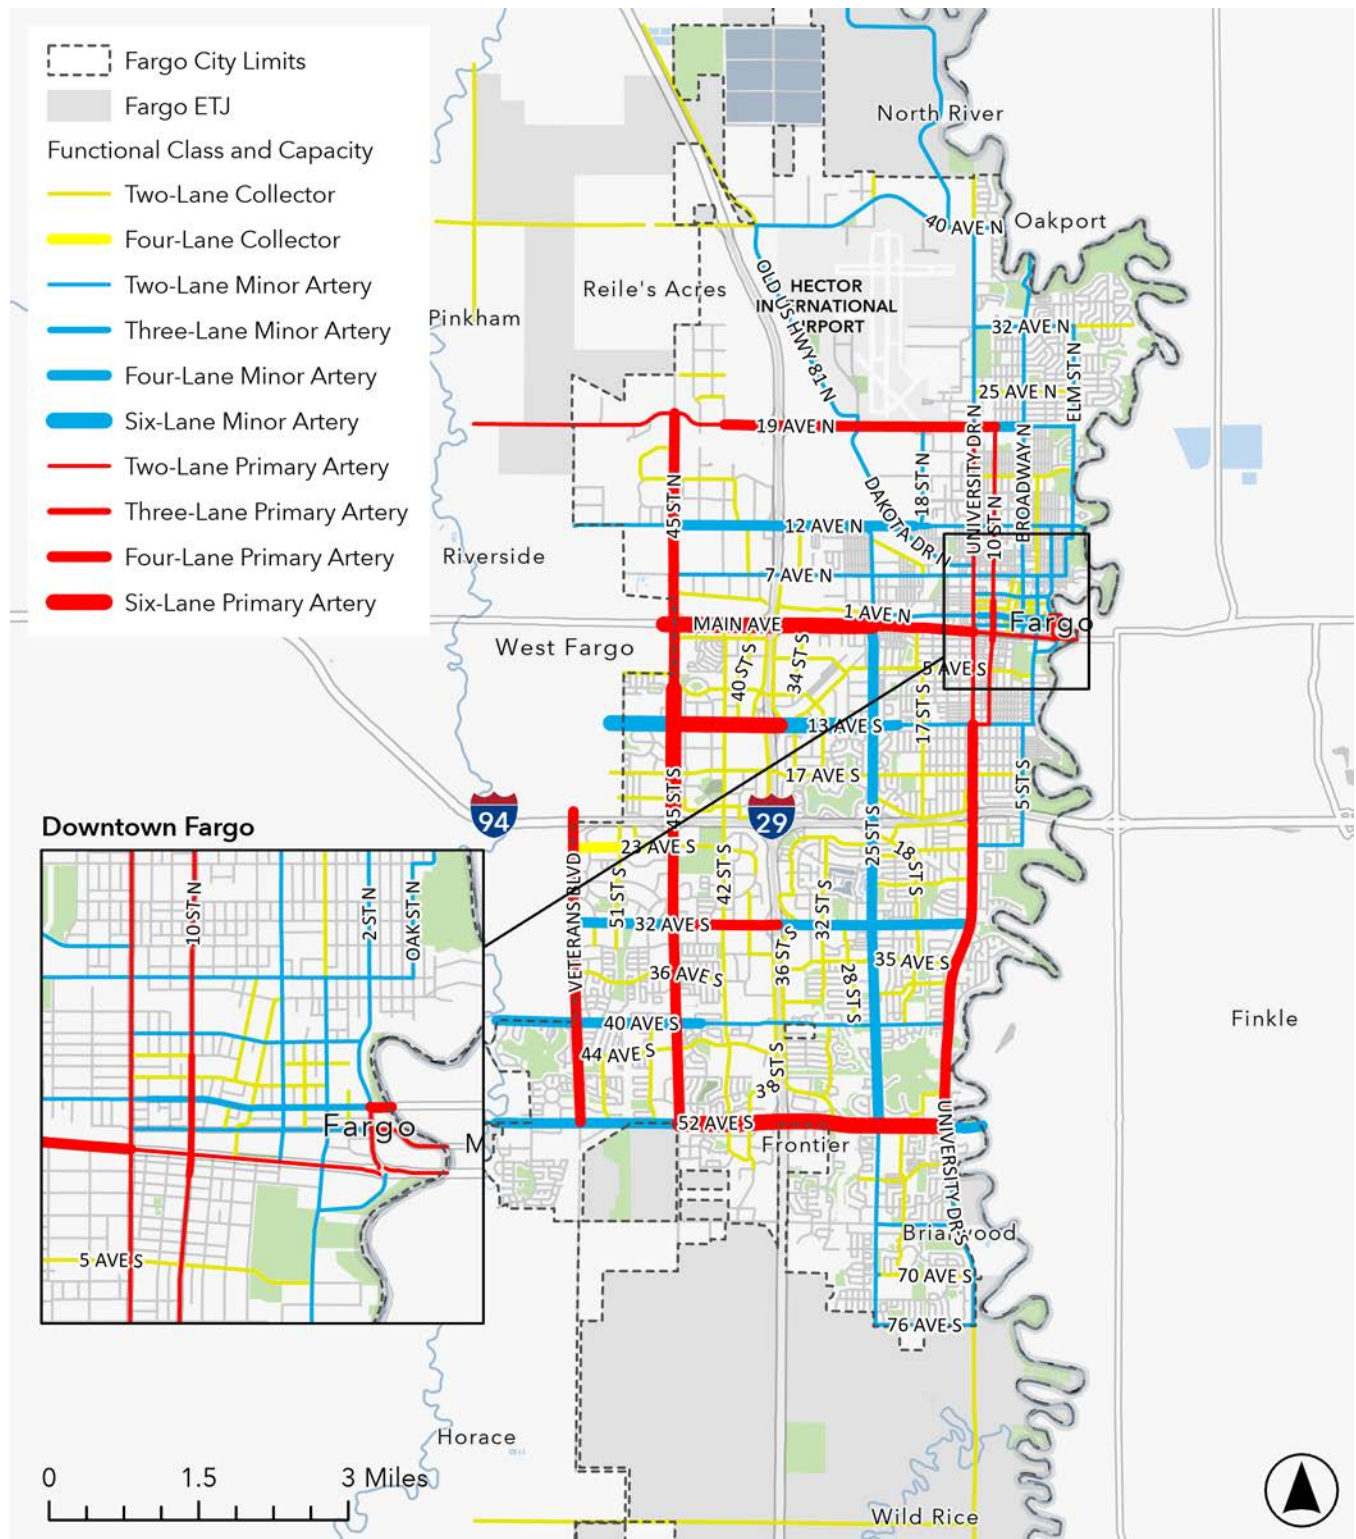 Fargo City Limits
Fargo ETJ
Functional Class and Capacity
Two-Lane Collector
Four-Lane Collector
Two-Lane Minor Artery
Three-Lane Minor Artery
Four-Lane Minor Artery
Six-Lane Minor Artery
Two-Lane Primary Artery
Three-Lane Primary Artery
Four-Lane Primary Artery
Six-Lane Primary Artery
North River
40 AVE N
Oakport
Reile's Acres
HECTOR
INTERNATIONAL
AIRPORT
OLD US HWY 81 N
Pinkham
32 AVE N
25 AVE N
ELM ST N
19 AVE N
UNIVERSITY DR N
BROADWAY N
10 ST N
18 ST N
DAKOTA DR N
45 ST N
12 AVE N
Riverside
7 AVE N
1 AVE N
MAIN AVE
Fargo
West Fargo
40 ST S
34 ST S
5 AVE S
17 ST S
13 AVE S
17 AVE S
45 ST S
25 ST S
5 ST S
94
29
23 AVE S
18 ST S
VETERANS BLVD
51 ST S
42 ST S
32 ST S
32 AVE S
36 ST S
35 AVE S
36 AVE S
28 ST S
40 AVE S
44 AVE S
38 ST S
Finkle
52 AVE S
Frontier
UNIVERSITY DR S
Briarwood
70 AVE S
76 AVE S
Downtown Fargo
10 ST N
2 ST N
OAK ST N
Fargo
M
5 AVE S
Horace
Wild Rice
0 1.5 3 Miles